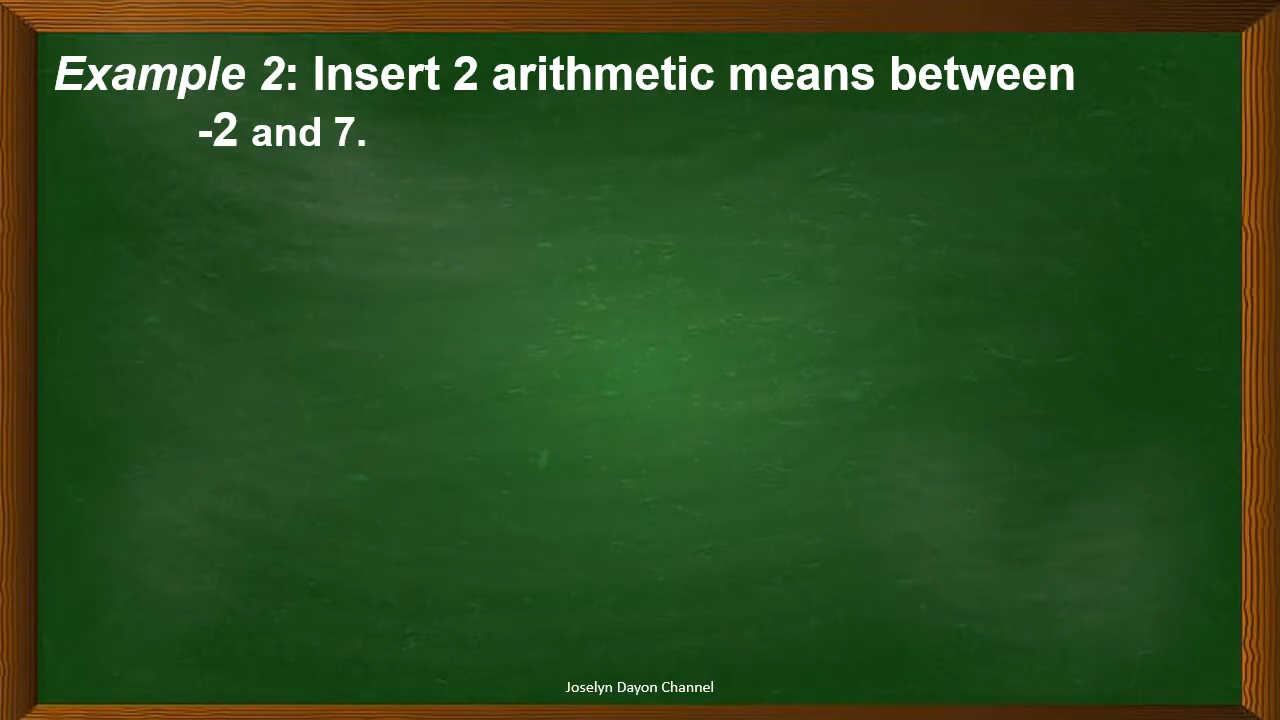 Example 2: Insert 2 arithmetic means between
-2 and 7.
Joselyn Dayon Channel